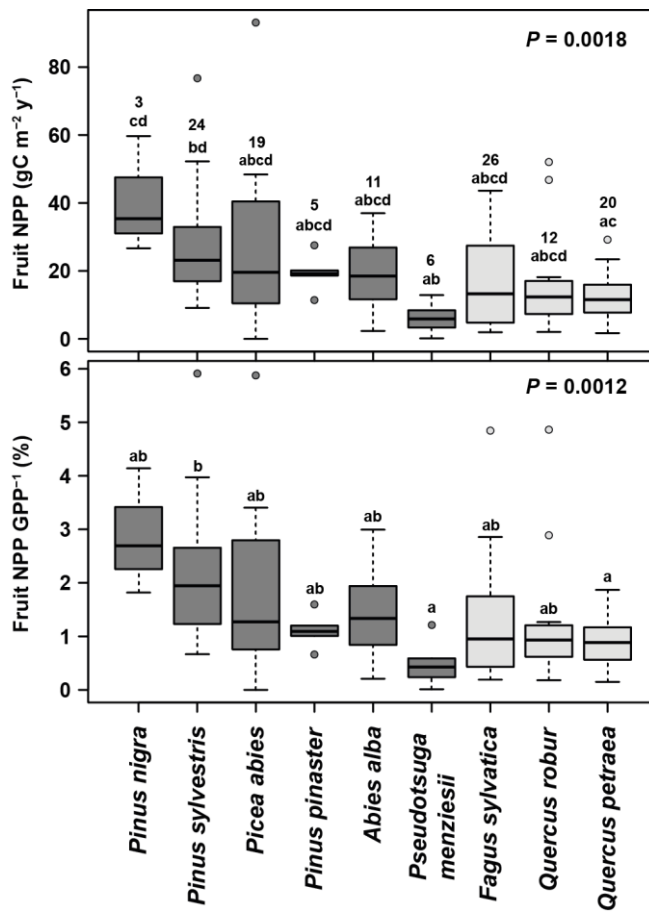 P = 0.0018
Fruit NPP (gC m⁻² y⁻¹)
80
60
40
20
0
3
cd
24
bd
19
abcd
5
abcd
11
abcd
6
ab
26
abcd
12
abcd
20
ac
P = 0.0012
Fruit NPP GPP⁻¹ (%)
6
5
4
3
2
1
0
ab
b
ab
ab
ab
a
ab
ab
a
Pinus nigra
Pinus sylvestris
Picea abies
Pinus pinaster
Abies alba
Pseudotsuga
menziesii
Fagus sylvatica
Quercus robur
Quercus petraea